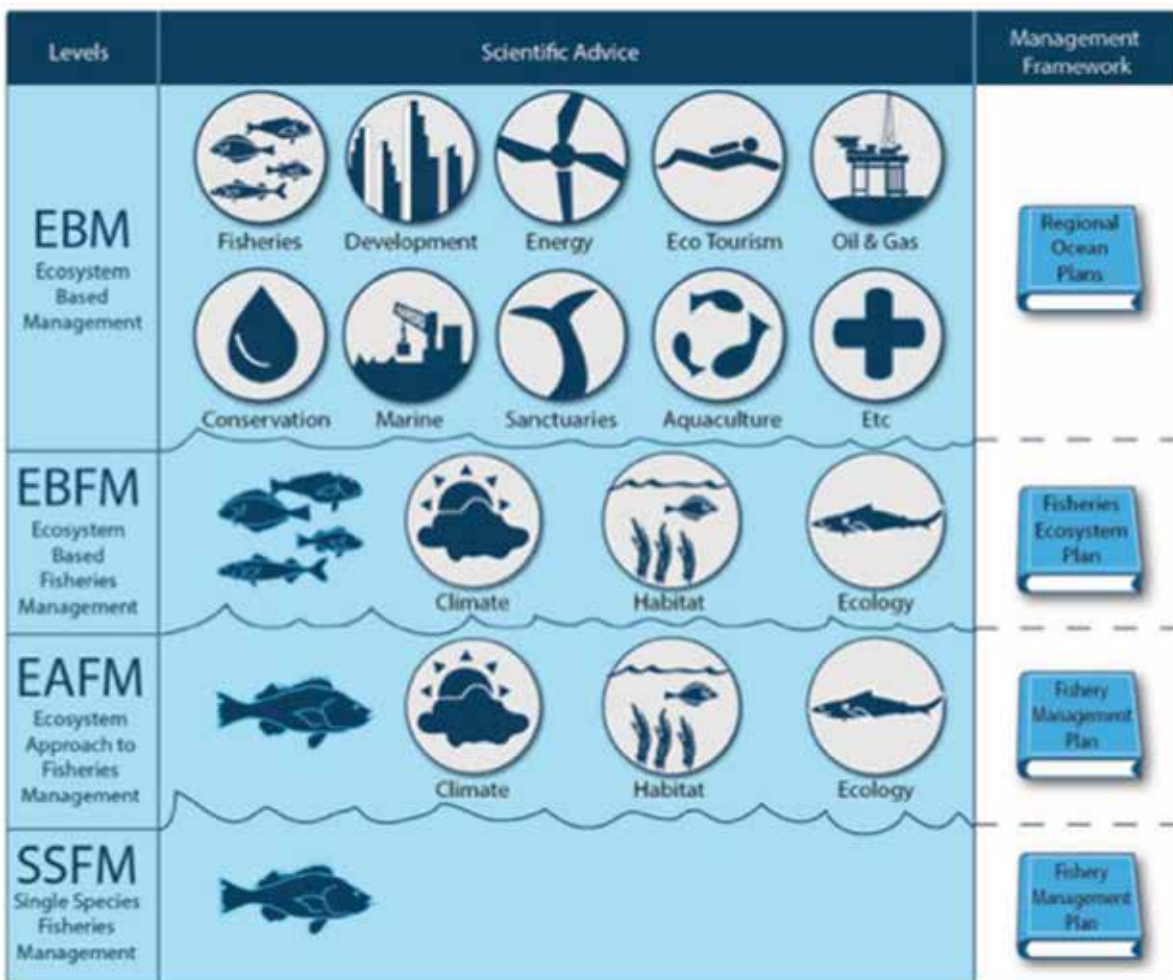 Levels
Scientific Advice
Management
Framework
EBM
Ecosystem
Based
Management
Fisheries
Development
Energy
Eco Tourism
Oil & Gas
Conservation
Marine
Sanctuaries
Aquaculture
Etc
Regional
Ocean
Plans
EBFM
Ecosystem
Based
Fisheries
Management
Climate
Habitat
Ecology
Fisheries
Ecosystem
Plan
EAFM
Ecosystem
Approach to
Fisheries
Management
Climate
Habitat
Ecology
Fishery
Management
Plan
SSFM
Single Species
Fisheries
Management
Fishery
Management
Plan